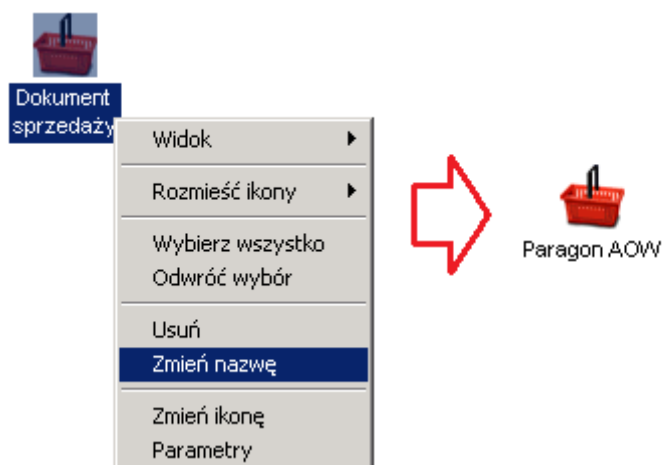 Dokument
sprzedaży
Widok
Rozmieść ikony
Wybierz wszystko
Odwróć wybór
Usuń
Zmień nazwę
Zmień ikonę
Parametry
Paragon AOW